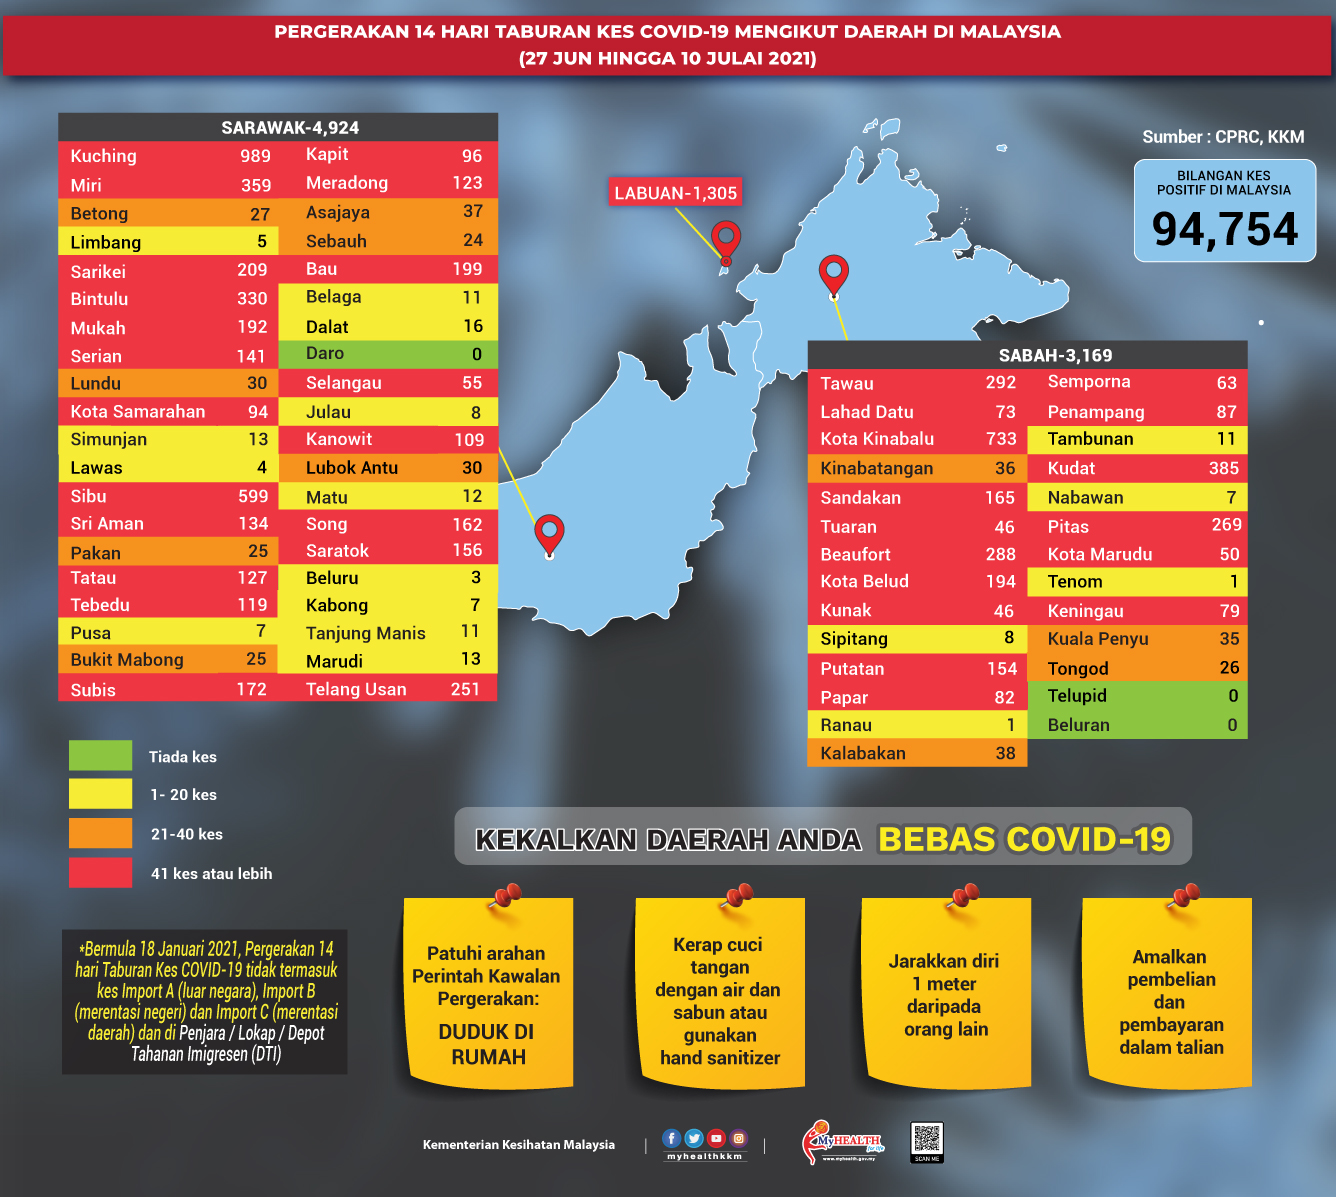 PERGERAKAN 14 HARI TABURAN KES COVID-19 MENGIKUT DAERAH DI MALAYSIA
(27 JUN HINGGA 10 JULAI 2021)
Sumber : CPRC, KKM
BILANGAN KES
POSITIF DI MALAYSIA
94,754
LABUAN-1,305
SARAWAK-4,924
Kuching 989 Kapit 96
Miri 359 Meradong 123
Betong 27 Asajaya 37
Limbang 5 Sebauh 24
Sarikei 209 Bau 199
Bintulu 330 Belaga 11
Mukah 192 Dalat 16
Serian 141 Daro 0
Lundu 30 Selangau 55
Kota Samarahan 94 Julau 8
Simunjan 13 Kanowit 109
Lawas 4 Lubok Antu 30
Sibu 599 Matu 12
Sri Aman 134 Song 162
Pakan 25 Saratok 156
Tatau 127 Beluru 3
Tebedu 119 Kabong 7
Pusa 7 Tanjung Manis 11
Bukit Mabong 25 Marudi 13
Subis 172 Telang Usan 251
SABAH-3,169
Tawau 292 Semporna 63
Lahad Datu 73 Penampang 87
Kota Kinabalu 733 Tambunan 11
Kinabatangan 36 Kudat 385
Sandakan 165 Nabawan 7
Tuaran 46 Pitas 269
Beaufort 288 Kota Marudu 50
Kota Belud 194 Tenom 1
Kunak 46 Keningau 79
Sipitang 8 Kuala Penyu 35
Putatan 154 Tongod 26
Papar 82 Telupid 0
Ranau 1 Beluran 0
Kalabakan 38
Tiada kes
1- 20 kes
21-40 kes
41 kes atau lebih
*Bermula 18 Januari 2021, Pergerakan 14
hari Taburan Kes COVID-19 tidak termasuk
kes Import A (luar negara), Import B
(merentasi negeri) dan Import C (merentasi
daerah) dan di Penjara / Lokap / Depot
Tahanan Imigresen (DTI)
KEKALKAN DAERAH ANDA BEBAS COVID-19
Patuhi arahan
Perintah Kawalan
Pergerakan:
DUDUK DI
RUMAH
Kerap cuci
tangan
dengan air dan
sabun atau
gunakan
hand sanitizer
Jarakkan diri
1 meter
daripada
orang lain
Amalkan
pembelian
dan
pembayaran
dalam talian
Kementerian Kesihatan Malaysia
myhealthkkm
MyHEALTH
for life
www.myhealth.gov.my
SCAN ME